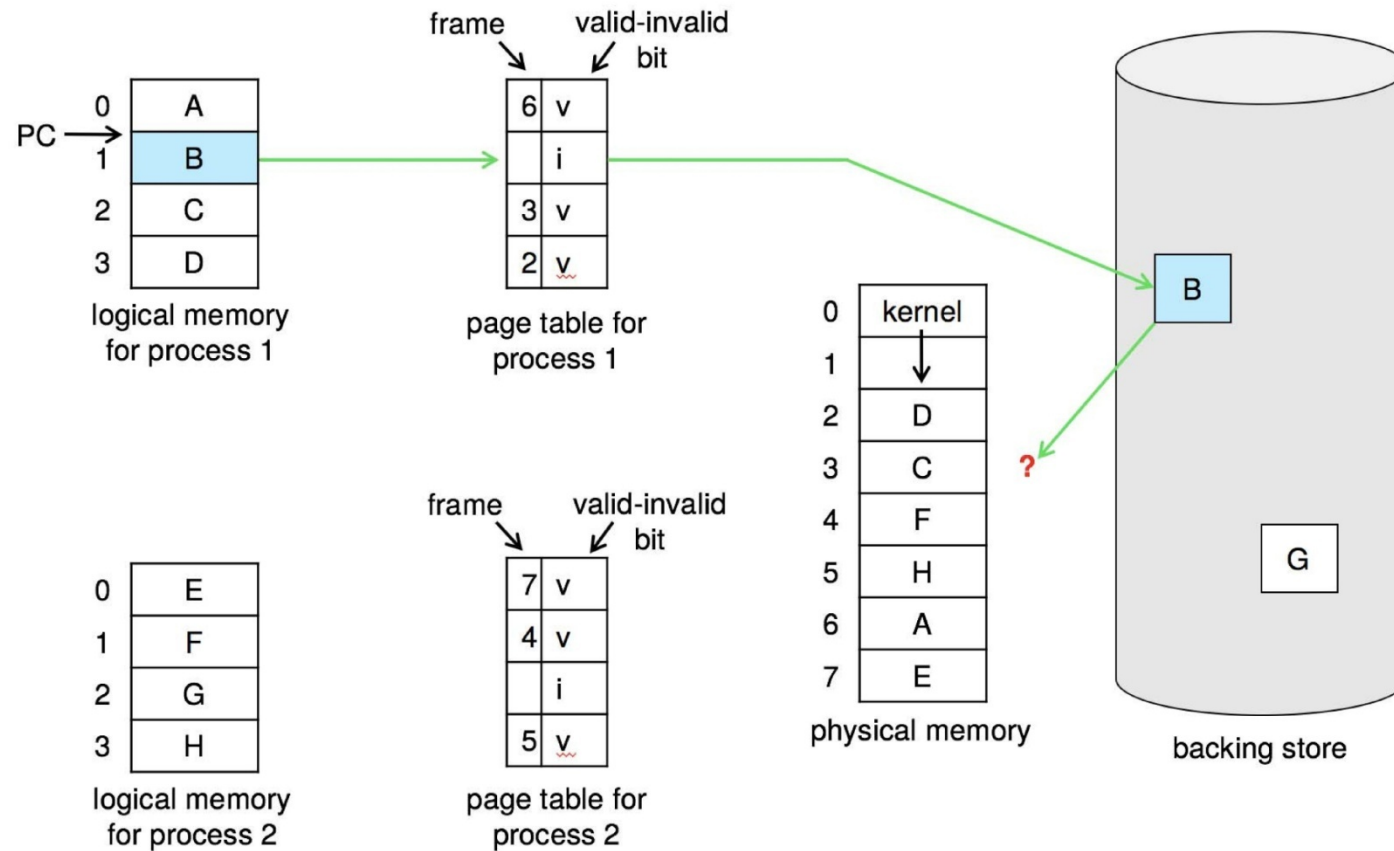 frame
valid-invalid
bit
0 A 6 v
PC
1 B i
2 C 3 v
3 D 2 v
logical memory
for process 1
page table for
process 1
B
0 kernel
1
2 D
3 C ?
4 F
5 H
6 A
7 E
physical memory
G
backing store
frame
valid-invalid
bit
0 E 7 v
1 F 4 v
2 G i
3 H 5 v
logical memory
for process 2
page table for
process 2